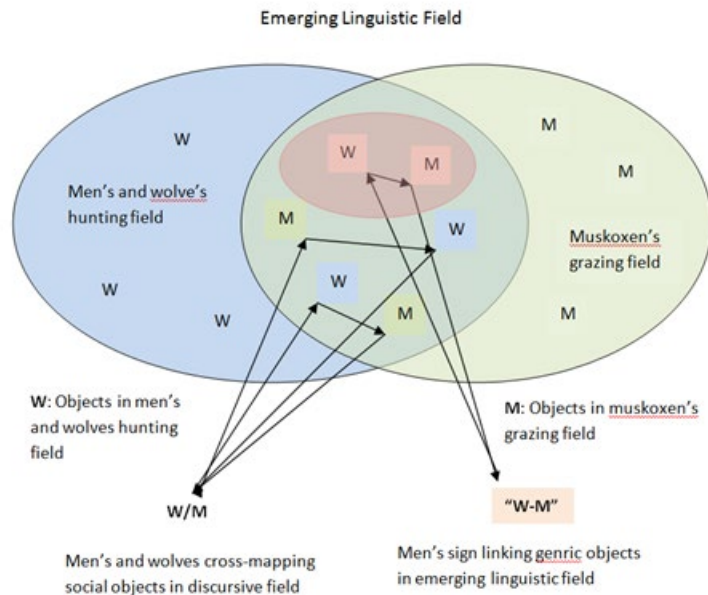 Emerging Linguistic Field
W
M
M
W
M
Men's and wolve's
hunting field
M
W
Muskoxen's
grazing field
W
W
W
M
M
W: Objects in men's
and wolves hunting
field
M: Objects in muskoxen's
grazing field
W/M
"W-M"
Men's and wolves cross-mapping
social objects in discursive field
Men's sign linking genric objects
in emerging linguistic field